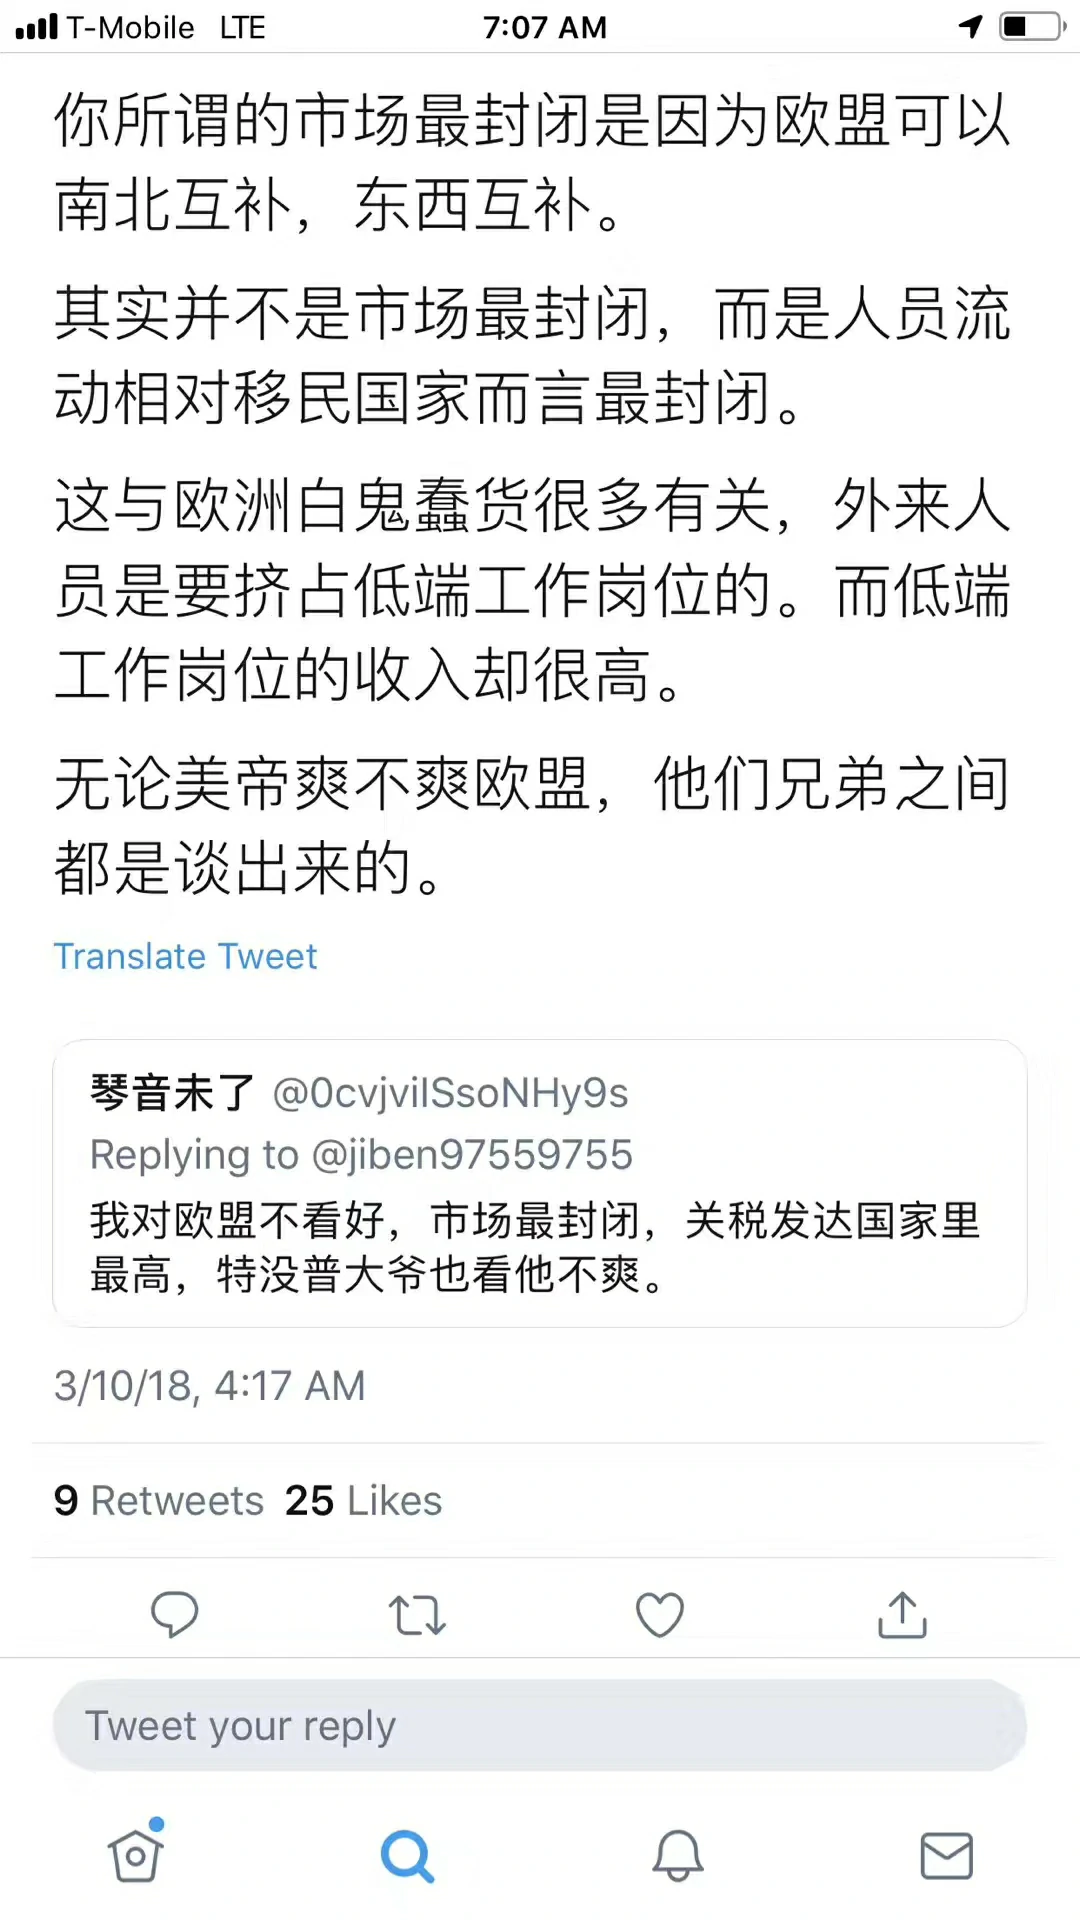 T-Mobile LTE 7:07 AM
你所谓的市场最封闭是因为欧盟可以
南北互补，东西互补。
其实并不是市场最封闭，而是人员流
动相对移民国家而言最封闭。
这与欧洲白鬼蠢货很多有关，外来人
员是要挤占低端工作岗位的。而低端
工作岗位的收入却很高。
无论美帝爽不爽欧盟，他们兄弟之间
都是谈出来的。
Translate Tweet
琴音未了 @0cvjvilSsoNHy9s
Replying to @jiben97559755
我对欧盟不看好，市场最封闭，关税发达国家里
最高，特没普大爷也看他不爽。
3/10/18, 4:17 AM
9 Retweets 25 Likes
Tweet your reply